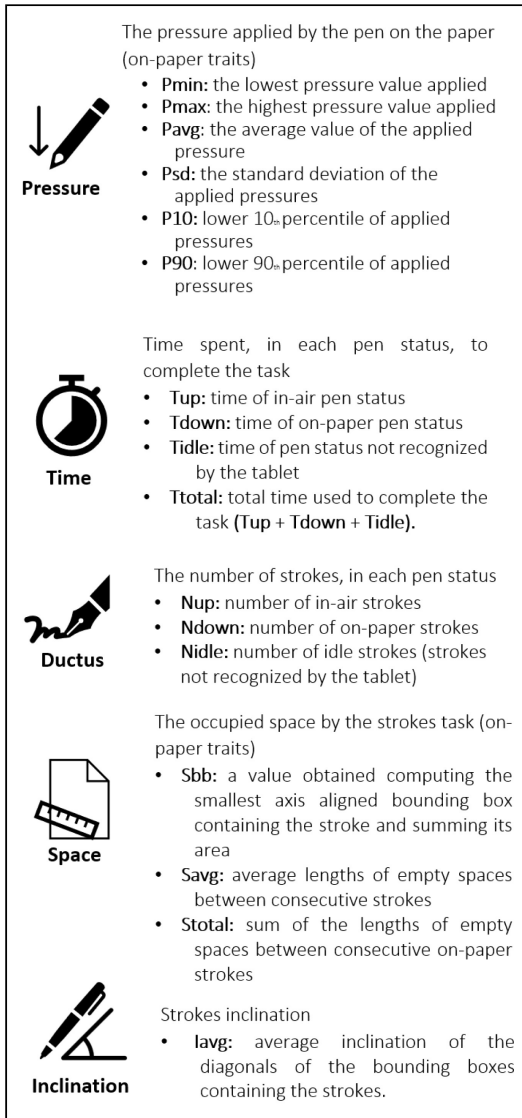 The pressure applied by the pen on the paper
(on-paper traits)
• Pmin: the lowest pressure value applied
• Pmax: the highest pressure value applied
• Pavg: the average value of the applied
pressure
• Psd: the standard deviation of the
applied pressures
• P10: lower 10th percentile of applied
pressures
• P90: lower 90th percentile of applied
pressures
Pressure
Time spent, in each pen status, to
complete the task
• Tup: time of in-air pen status
• Tdown: time of on-paper pen status
• Tidle: time of pen status not recognized
by the tablet
• Ttotal: total time used to complete the
task (Tup + Tdown + Tidle).
Time
The number of strokes, in each pen status
• Nup: number of in-air strokes
• Ndown: number of on-paper strokes
• Nidle: number of idle strokes (strokes
not recognized by the tablet)
Ductus
The occupied space by the strokes task (on-
paper traits)
• Sbb: a value obtained computing the
smallest axis aligned bounding box
containing the stroke and summing its
area
• Savg: average lengths of empty spaces
between consecutive strokes
• Stotal: sum of the lengths of empty
spaces between consecutive on-paper
strokes
Space
Strokes inclination
• Iavg: average inclination of the
diagonals of the bounding boxes
containing the strokes.
Inclination